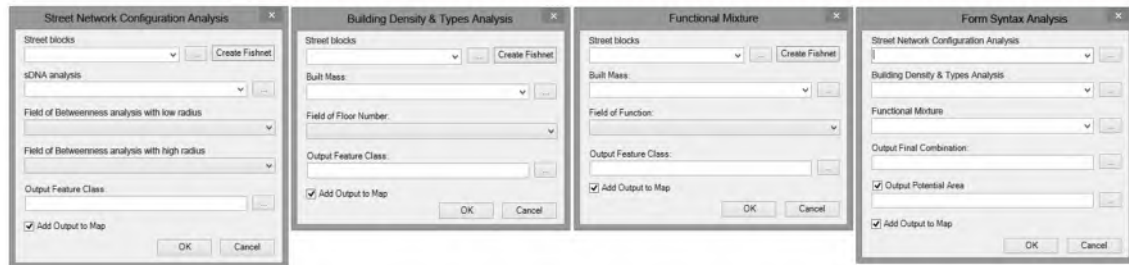 Street Network Configuration Analysis
Street blocks
... Create Fishnet
sDNA analysis
...
Field of Betweenness analysis with low radius
Field of Betweenness analysis with high radius
Output Feature Class:
...
Add Output to Map
OK Cancel
Building Density & Types Analysis
Street blocks
... Create Fishnet
Built Mass:
...
Field of Floor Number:
Output Feature Class:
...
Add Output to Map
OK Cancel
Functional Mixture
Street blocks
... Create Fishnet
Built Mass:
...
Field of Function:
Output Feature Class:
...
Add Output to Map
OK Cancel
Form Syntax Analysis
Street Network Configuration Analysis
...
Building Density & Types Analysis
...
Functional Mixture
...
Output Final Combination:
...
Output Potential Area
...
Add Output to Map
OK Cancel